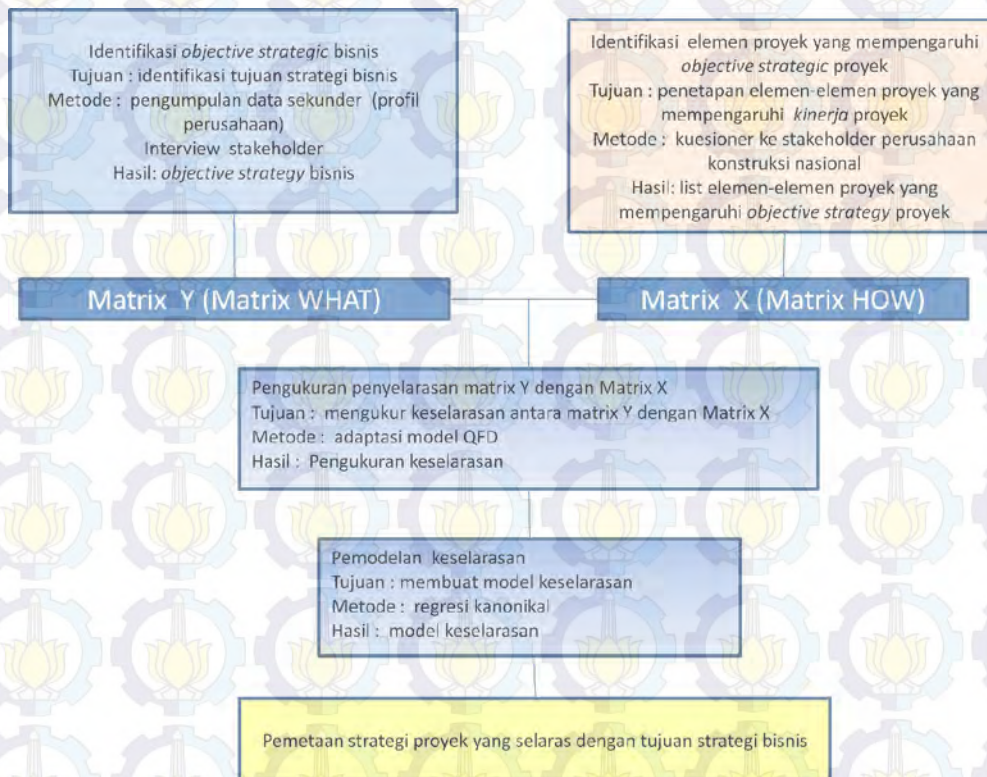 Identifikasi objective strategic bisnis
Tujuan : identifikasi tujuan strategi bisnis
Metode : pengumpulan data sekunder (profil
perusahaan)
Interview stakeholder
Hasil: objective strategy bisnis
Identifikasi elemen proyek yang mempengaruhi
objective strategic proyek
Tujuan : penetapan elemen-elemen proyek yang
mempengaruhi kinerja proyek
Metode : kuesioner ke stakeholder perusahaan
konstruksi nasional
Hasil: list elemen-elemen proyek yang
mempengaruhi objective strategy proyek
Matrix Y (Matrix WHAT)
Matrix X (Matrix HOW)
Pengukuran penyelarasan matrix Y dengan Matrix X
Tujuan : mengukur keselarasan antara matrix Y dengan Matrix X
Metode : adaptasi model QFD
Hasil : Pengukuran keselarasan
Pemodelan keselarasan
Tujuan : membuat model keselarasan
Metode : regresi kanonikal
Hasil : model keselarasan
Pemetaan strategi proyek yang selaras dengan tujuan strategi bisnis